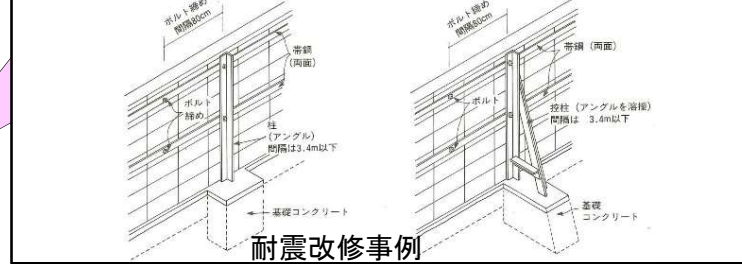 ボルト締め
間隔80cm
帯鋼
(両面)
ボルト
締め
柱
(アングル)
間隔は3.4m以下
基礎コンクリート
ボルト締め
間隔80cm
帯鋼(両面)
ボルト
控柱(アングルを溶接)
間隔は 3.4m以下
基礎
コンクリート
耐震改修事例